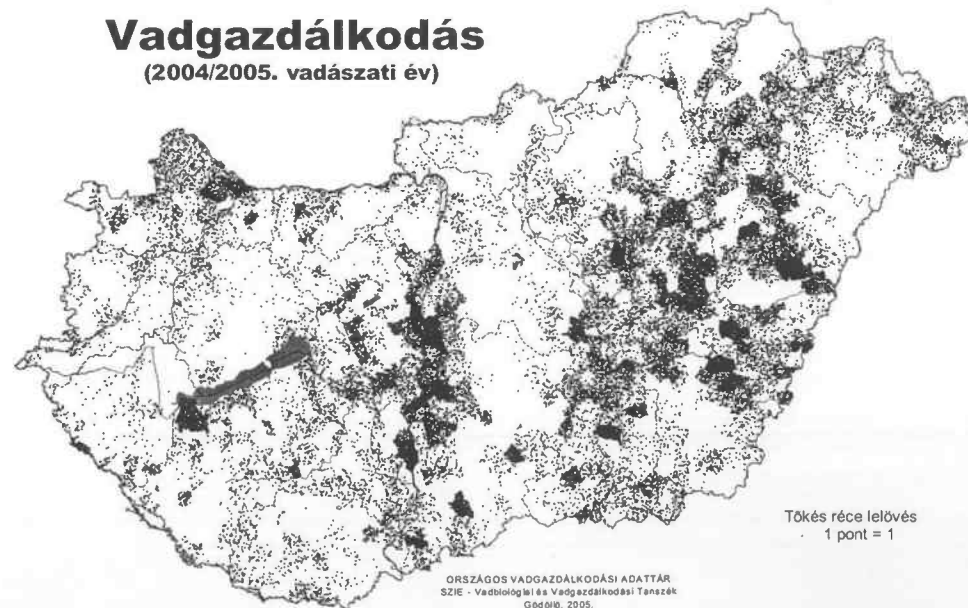 Vadgazdálkodás
(2004/2005. vadászati év)
Tőkés réce lelövés
1 pont = 1
ORSZÁGOS VADGAZDÁLKODÁSI ADATTÁR
SZIE - Vadbiológiai és Vadgazdálkodási Tanszék
Gödöllő, 2005.